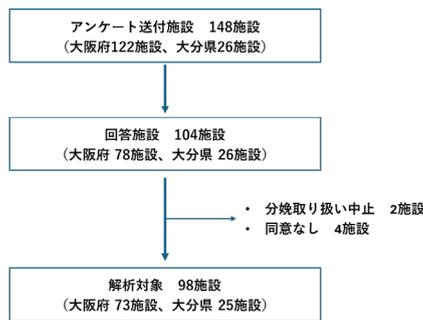 アンケート送付施設　148施設
（大阪府122施設、大分県26施設）
回答施設　104施設
（大阪府 78施設、大分県 26施設）
・　分娩取り扱い中止　2施設
・　同意なし　4施設
解析対象　98施設
（大阪府 73施設、大分県 25施設）